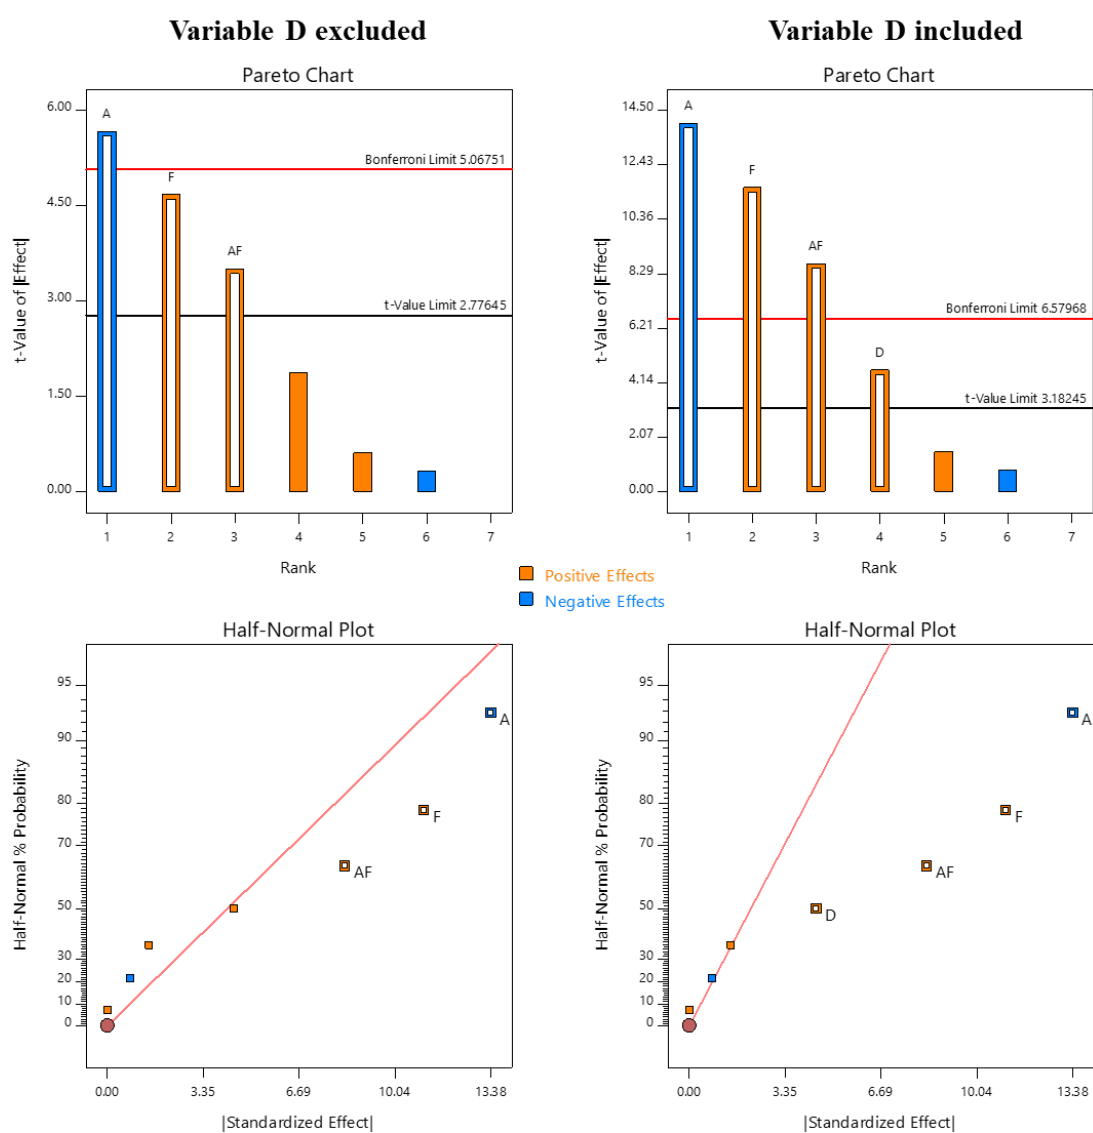 Variable D excluded
Pareto Chart
6.00
4.50
3.00
1.50
0.00
t-Value of |Effect|
A
F
AF
Bonferroni Limit 5.06751
t-Value Limit 2.77645
1 2 3 4 5 6 7
Rank
Variable D included
Pareto Chart
14.50
12.43
10.36
8.29
6.21
4.14
2.07
0.00
t-Value of |Effect|
A
F
AF
D
Bonferroni Limit 6.57968
t-Value Limit 3.18245
1 2 3 4 5 6 7
Rank
Positive Effects
Negative Effects
Half-Normal Plot
95
90
80
70
50
30
20
10
0
Half-Normal % Probability
A
F
AF
0.00 3.35 6.69 10.04 13.38
|Standardized Effect|
Half-Normal Plot
95
90
80
70
50
30
20
10
0
Half-Normal % Probability
A
F
AF
D
0.00 3.35 6.69 10.04 13.38
|Standardized Effect|